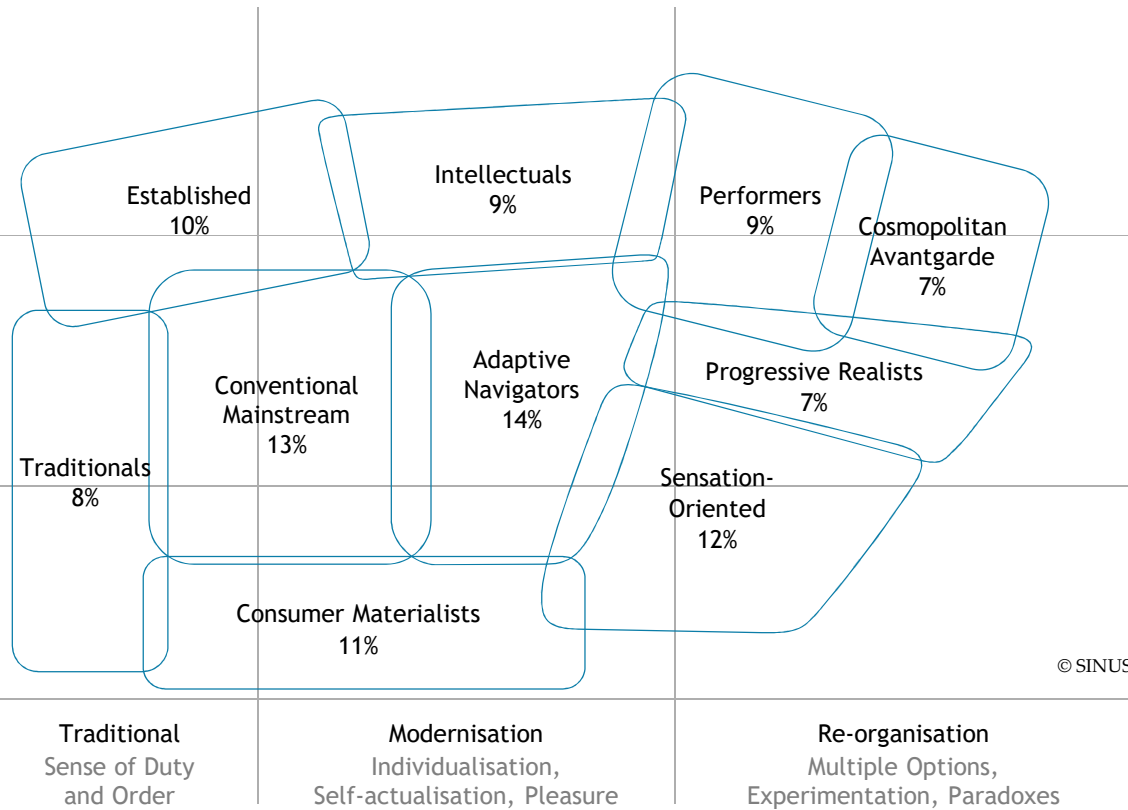 Established
10%
Intellectuals
9%
Performers
9%
Cosmopolitan
Avantgarde
7%
Conventional
Mainstream
13%
Adaptive
Navigators
14%
Progressive Realists
7%
Traditionals
8%
Sensation-
Oriented
12%
Consumer Materialists
11%
© SINUS
Traditional
Sense of Duty
and Order
Modernisation
Individualisation,
Self-actualisation, Pleasure
Re-organisation
Multiple Options,
Experimentation, Paradoxes